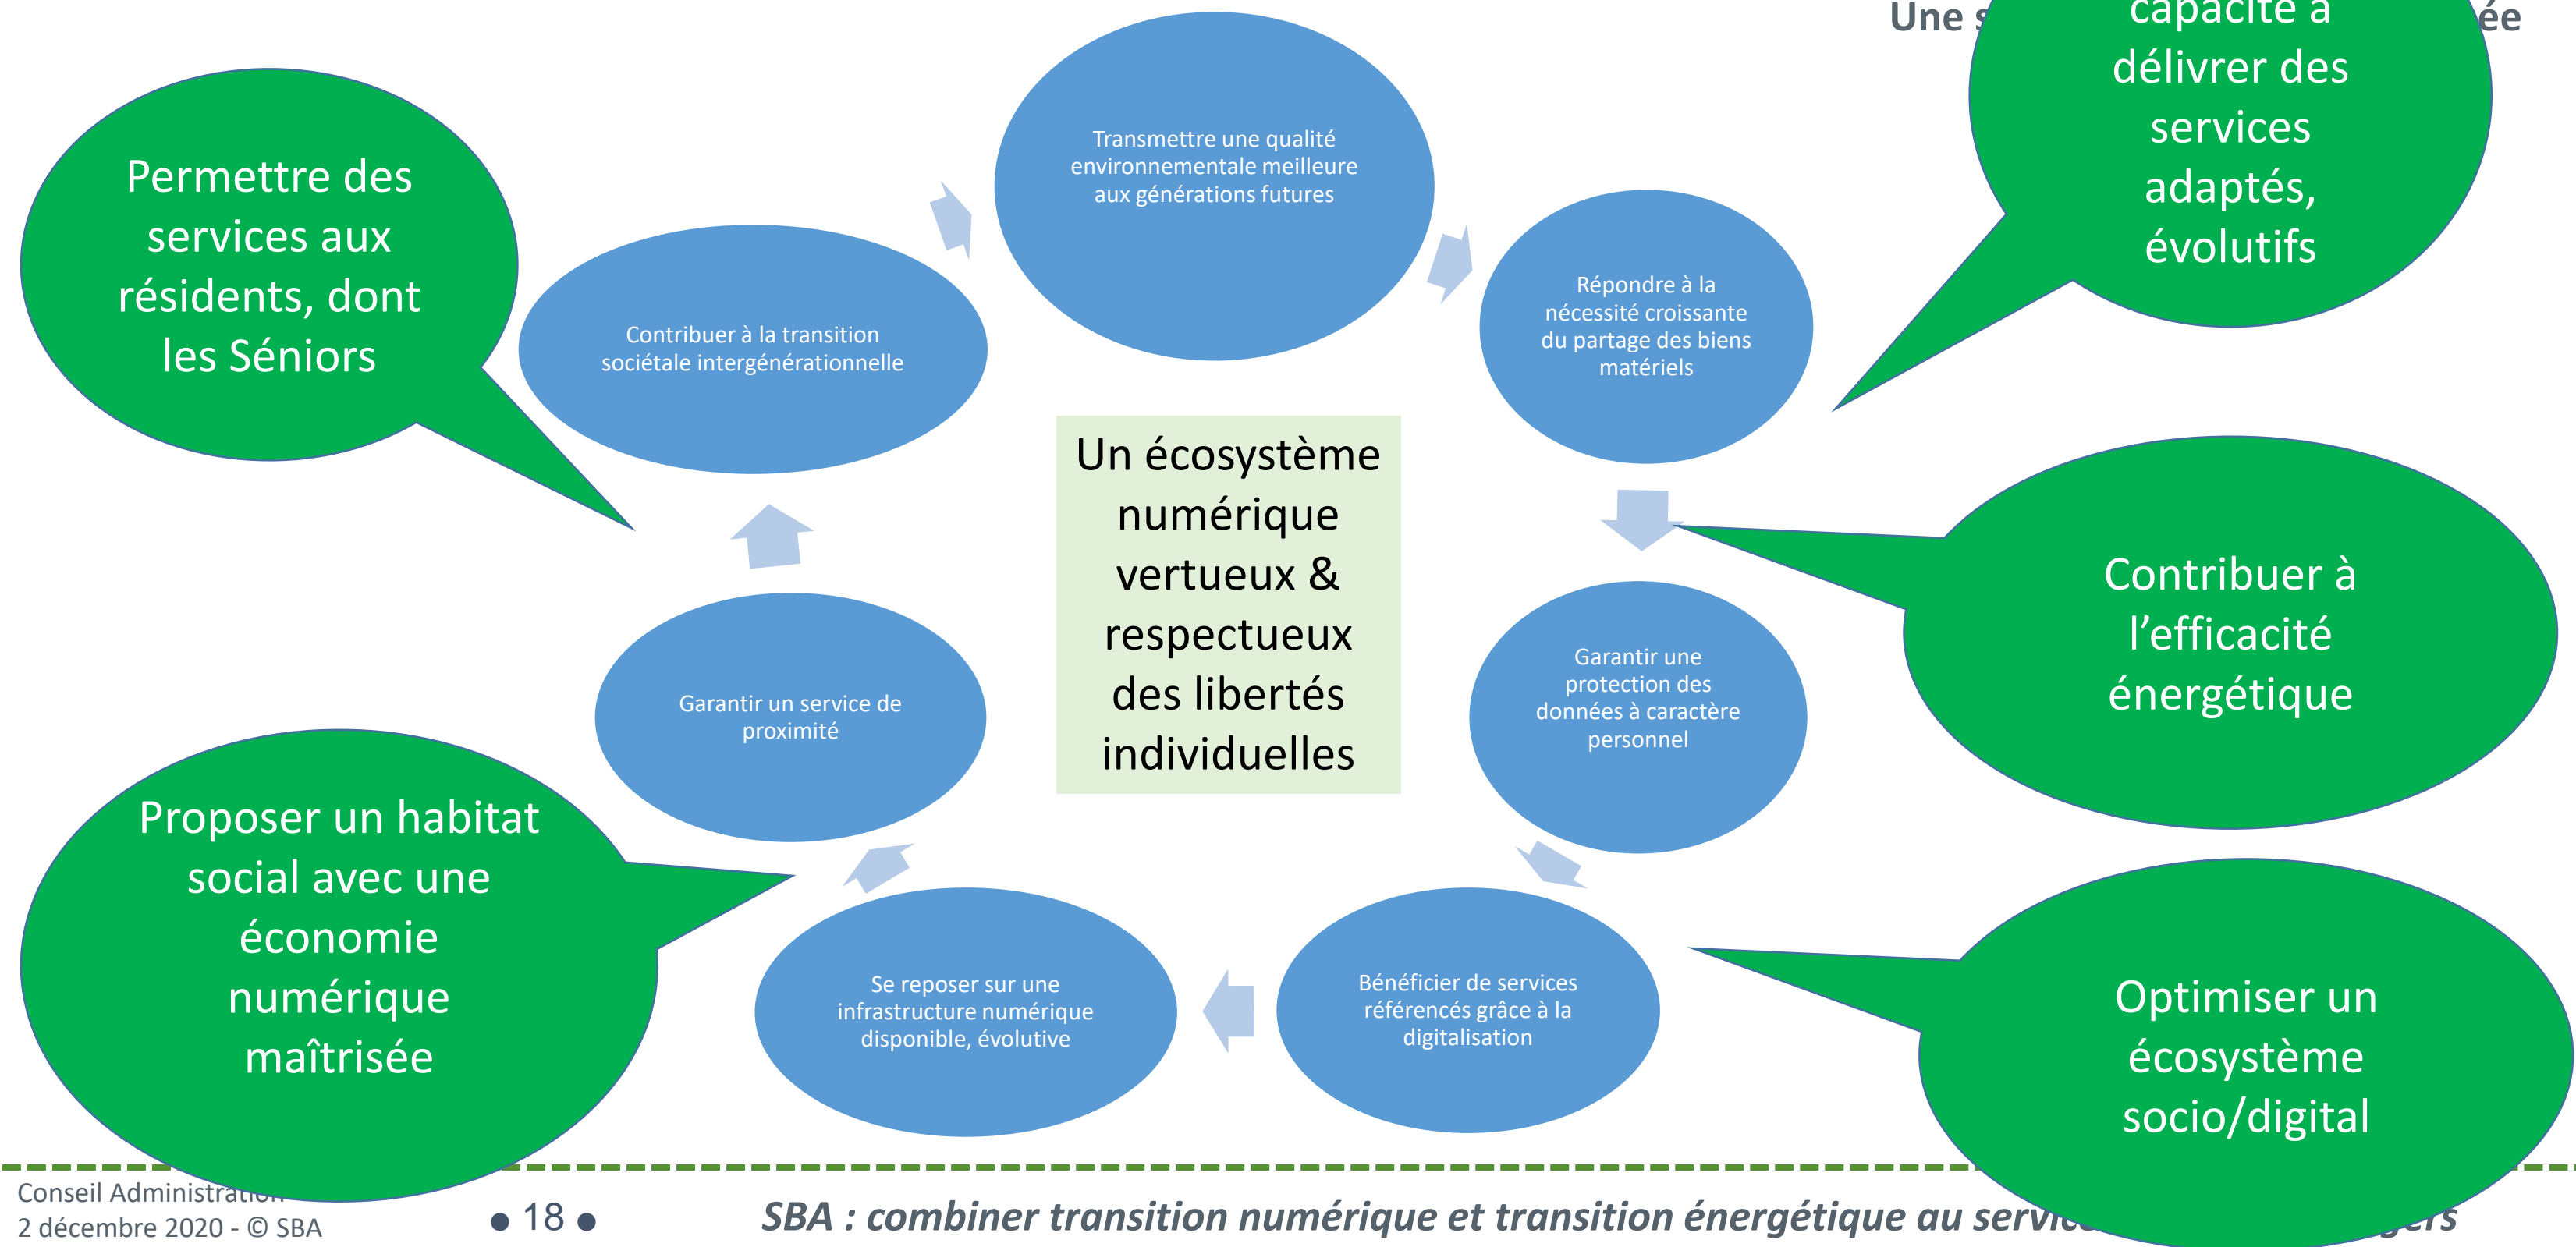 Une
ée
capacité à
délivrer des
services
adaptés,
évolutifs
Permettre des
services aux
résidents, dont
les Séniors
Transmettre une qualité
environnementale meilleure
aux générations futures
Répondre à la
nécessité croissante
du partage des biens
matériels
Contribuer à la transition
sociétale intergénérationnelle
Un écosystème
numérique
vertueux &
respectueux
des libertés
individuelles
Contribuer à
l’efficacité
énergétique
Garantir une
protection des
données à caractère
personnel
Garantir un service de
proximité
Proposer un habitat
social avec une
économie
numérique
maîtrisée
Se reposer sur une
infrastructure numérique
disponible, évolutive
Bénéficier de services
référencés grâce à la
digitalisation
Optimiser un
écosystème
socio/digital
Conseil Administration
2 décembre 2020 - © SBA
● 18 ●
SBA : combiner transition numérique et transition énergétique au service